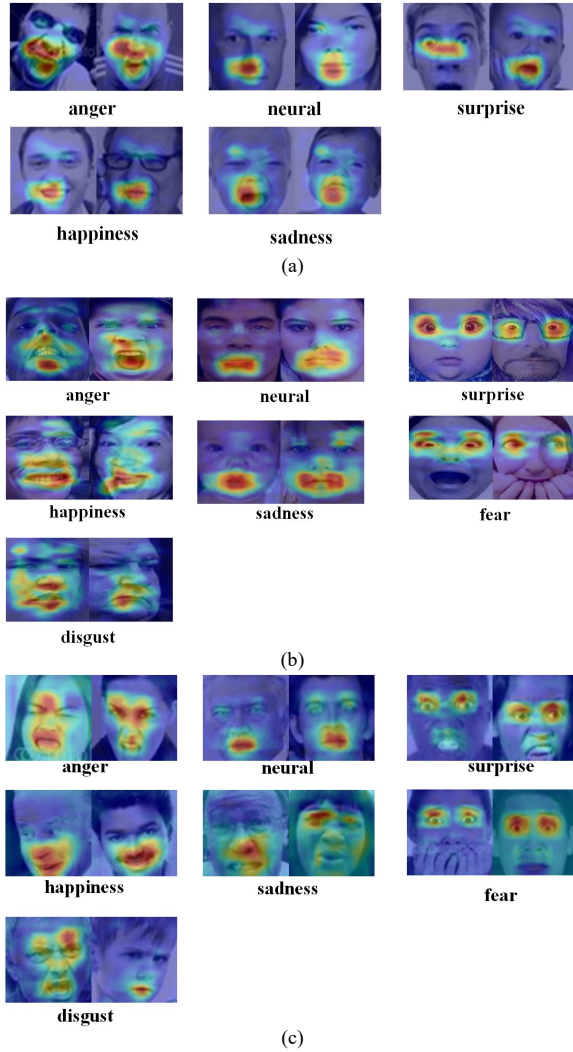 anger neural surprise
happiness sadness
(a)
anger neural surprise
happiness sadness fear
disgust
(b)
anger neural surprise
happiness sadness fear
disgust
(c)